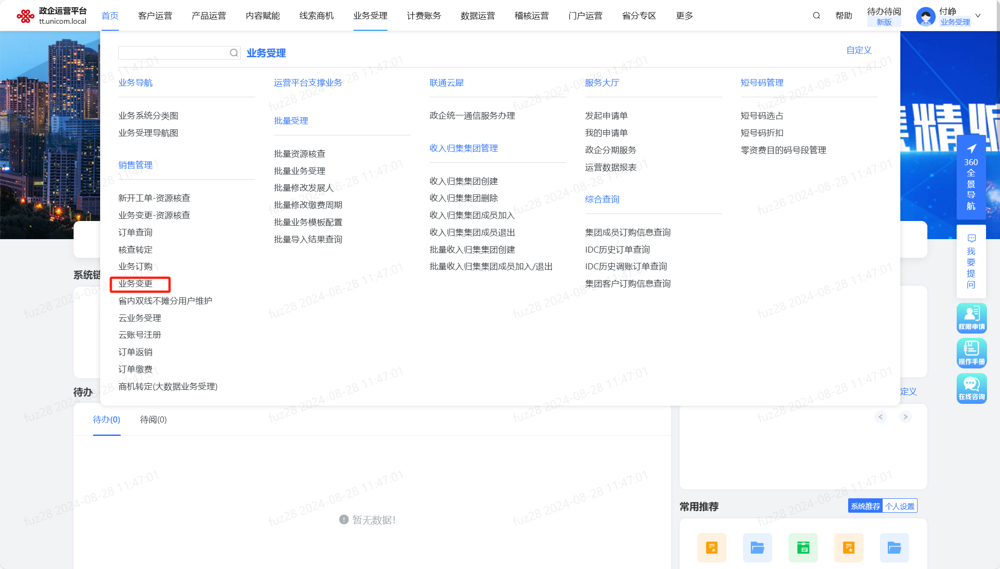 政企运营平台
tt.unicom.local
首页
客户运营
产品运营
内容赋能
线索商机
业务受理
计费账务
数据运营
稽核运营
门户运营
省分专区
更多
帮助
待办待阅
新版
付峥
业务受理
业务受理
自定义
业务导航
业务系统分类图
业务受理导航图
销售管理
新开工单-资源核查
业务变更-资源核查
订单查询
核查转定
业务订购
业务变更
省内双线不摊分用户维护
云业务受理
云账号注册
订单返销
订单缴费
商机转定(大数据业务受理)
运营平台支撑业务
批量受理
批量资源核查
批量业务受理
批量修改发展人
批量修改缴费周期
批量业务模板配置
批量导入结果查询
联通云犀
政企统一通信服务办理
收入归集集团管理
收入归集集团创建
收入归集集团删除
收入归集集团成员加入
收入归集集团成员退出
批量收入归集集团创建
批量收入归集集团成员加入/退出
服务大厅
发起申请单
我的申请单
政企分期服务
运营数据报表
综合查询
集团成员订购信息查询
IDC历史订单查询
IDC历史调账订单查询
集团客户订购信息查询
短号码管理
短号码选占
短号码折扣
零资费目的码号段管理
精
360
全
景
导
航
我
要
提
问
权限申请
操作手册
在线咨询
系统链
待办
定义
待办(0)
待阅(0)
暂无数据!
常用推荐
系统推荐
个人设置
fuz28 2024-08-28 11:47:01